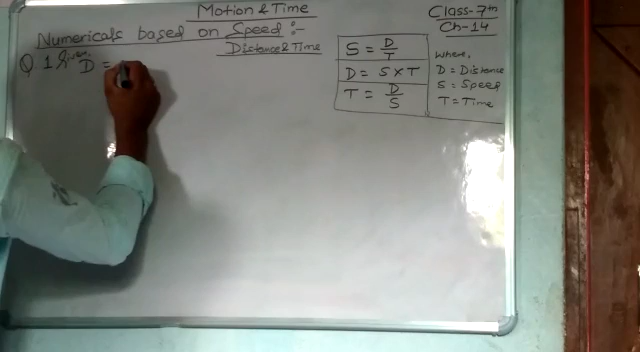 Motion & Time
Class-7th
Ch-14
Numericals based on Speed :-
Distance & Time
Q 1 Given
D =
S = D/T
D = S × T
T = D/S
Where,
D = Distance
S = Speed
T = Time